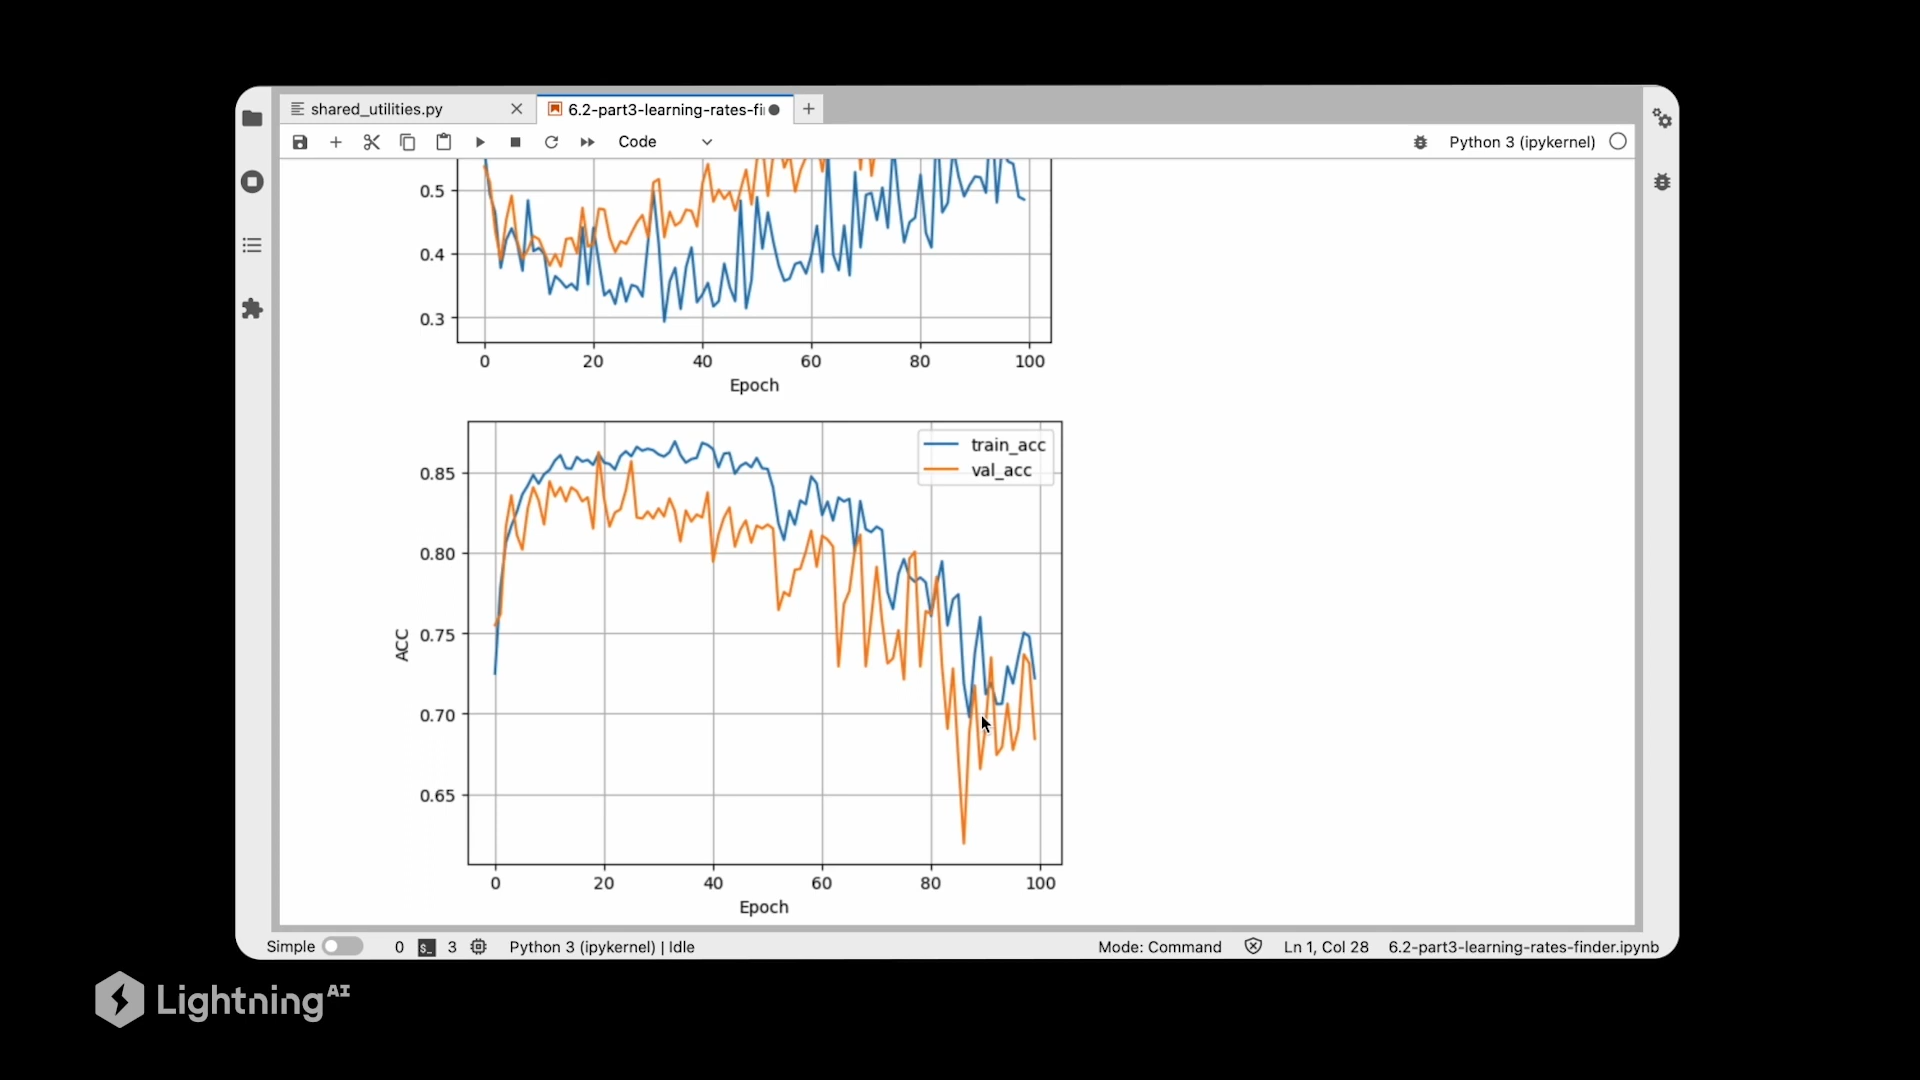 shared_utilities.py
6.2-part3-learning-rates-fi
Code
Python 3 (ipykernel)
0.5
0.4
0.3
0 20 40 60 80 100
Epoch
train_acc
val_acc
0.85
0.80
0.75
0.70
0.65
ACC
0 20 40 60 80 100
Epoch
Simple 0 3 Python 3 (ipykernel) | Idle Mode: Command Ln 1, Col 28 6.2-part3-learning-rates-finder.ipynb
Lightning AI